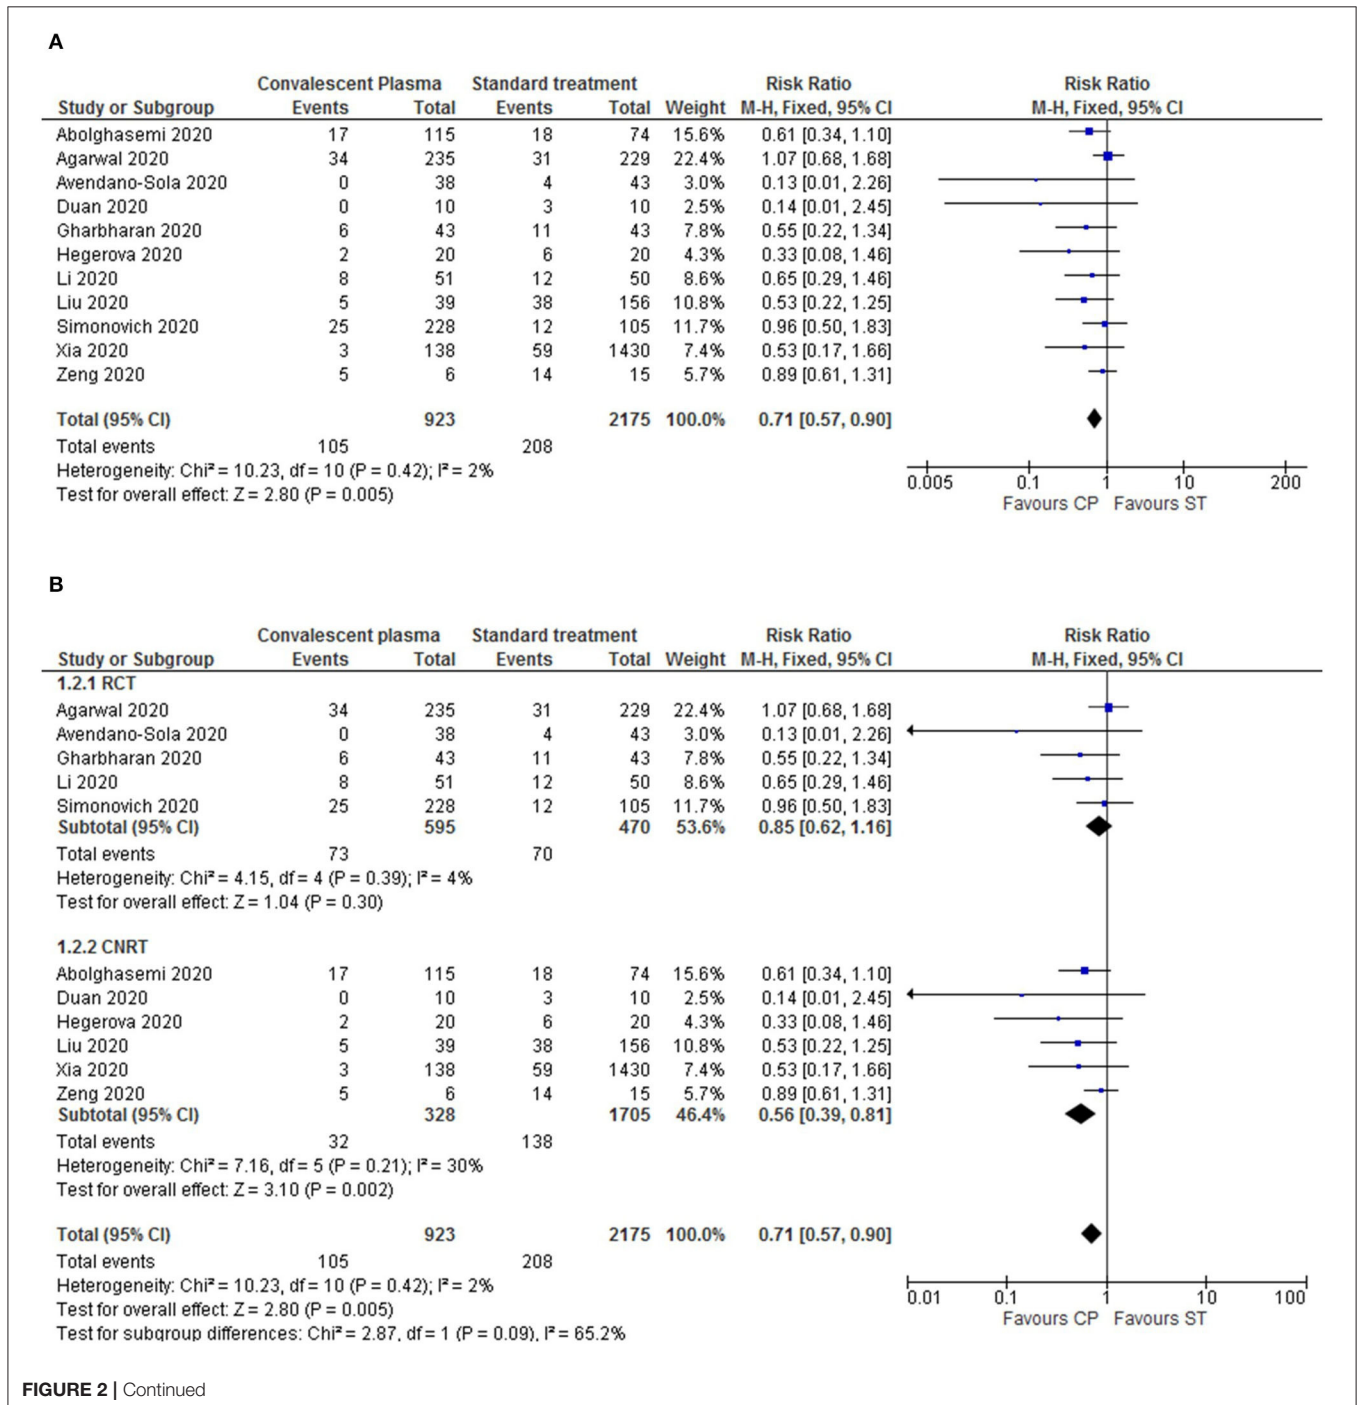 A
Convalescent Plasma Standard treatment Risk Ratio Risk Ratio
Study or Subgroup Events Total Events Total Weight M-H, Fixed, 95% CI M-H, Fixed, 95% CI
Abolghasemi 2020 17 115 18 74 15.6% 0.61 [0.34, 1.10]
Agarwal 2020 34 235 31 229 22.4% 1.07 [0.68, 1.68]
Avendano-Sola 2020 0 38 4 43 3.0% 0.13 [0.01, 2.26]
Duan 2020 0 10 3 10 2.5% 0.14 [0.01, 2.45]
Gharbharan 2020 6 43 11 43 7.8% 0.55 [0.22, 1.34]
Hegerova 2020 2 20 6 20 4.3% 0.33 [0.08, 1.46]
Li 2020 8 51 12 50 8.6% 0.65 [0.29, 1.46]
Liu 2020 5 39 38 156 10.8% 0.53 [0.22, 1.25]
Simonovich 2020 25 228 12 105 11.7% 0.96 [0.50, 1.83]
Xia 2020 3 138 59 1430 7.4% 0.53 [0.17, 1.66]
Zeng 2020 5 6 14 15 5.7% 0.89 [0.61, 1.31]
Total (95% CI) 923 2175 100.0% 0.71 [0.57, 0.90]
Total events 105 208
Heterogeneity: Chi² = 10.23, df = 10 (P = 0.42); I² = 2%
Test for overall effect: Z = 2.80 (P = 0.005)
0.005 0.1 1 10 200
Favours CP Favours ST
B
Convalescent plasma Standard treatment Risk Ratio Risk Ratio
Study or Subgroup Events Total Events Total Weight M-H, Fixed, 95% CI M-H, Fixed, 95% CI
1.2.1 RCT
Agarwal 2020 34 235 31 229 22.4% 1.07 [0.68, 1.68]
Avendano-Sola 2020 0 38 4 43 3.0% 0.13 [0.01, 2.26]
Gharbharan 2020 6 43 11 43 7.8% 0.55 [0.22, 1.34]
Li 2020 8 51 12 50 8.6% 0.65 [0.29, 1.46]
Simonovich 2020 25 228 12 105 11.7% 0.96 [0.50, 1.83]
Subtotal (95% CI) 595 470 53.6% 0.85 [0.62, 1.16]
Total events 73 70
Heterogeneity: Chi² = 4.15, df = 4 (P = 0.39); I² = 4%
Test for overall effect: Z = 1.04 (P = 0.30)
1.2.2 CNRT
Abolghasemi 2020 17 115 18 74 15.6% 0.61 [0.34, 1.10]
Duan 2020 0 10 3 10 2.5% 0.14 [0.01, 2.45]
Hegerova 2020 2 20 6 20 4.3% 0.33 [0.08, 1.46]
Liu 2020 5 39 38 156 10.8% 0.53 [0.22, 1.25]
Xia 2020 3 138 59 1430 7.4% 0.53 [0.17, 1.66]
Zeng 2020 5 6 14 15 5.7% 0.89 [0.61, 1.31]
Subtotal (95% CI) 328 1705 46.4% 0.56 [0.39, 0.81]
Total events 32 138
Heterogeneity: Chi² = 7.16, df = 5 (P = 0.21); I² = 30%
Test for overall effect: Z = 3.10 (P = 0.002)
Total (95% CI) 923 2175 100.0% 0.71 [0.57, 0.90]
Total events 105 208
Heterogeneity: Chi² = 10.23, df = 10 (P = 0.42); I² = 2%
Test for overall effect: Z = 2.80 (P = 0.005)
Test for subgroup differences: Chi² = 2.87, df = 1 (P = 0.09), I² = 65.2%
0.01 0.1 1 10 100
Favours CP Favours ST
FIGURE 2 | Continued